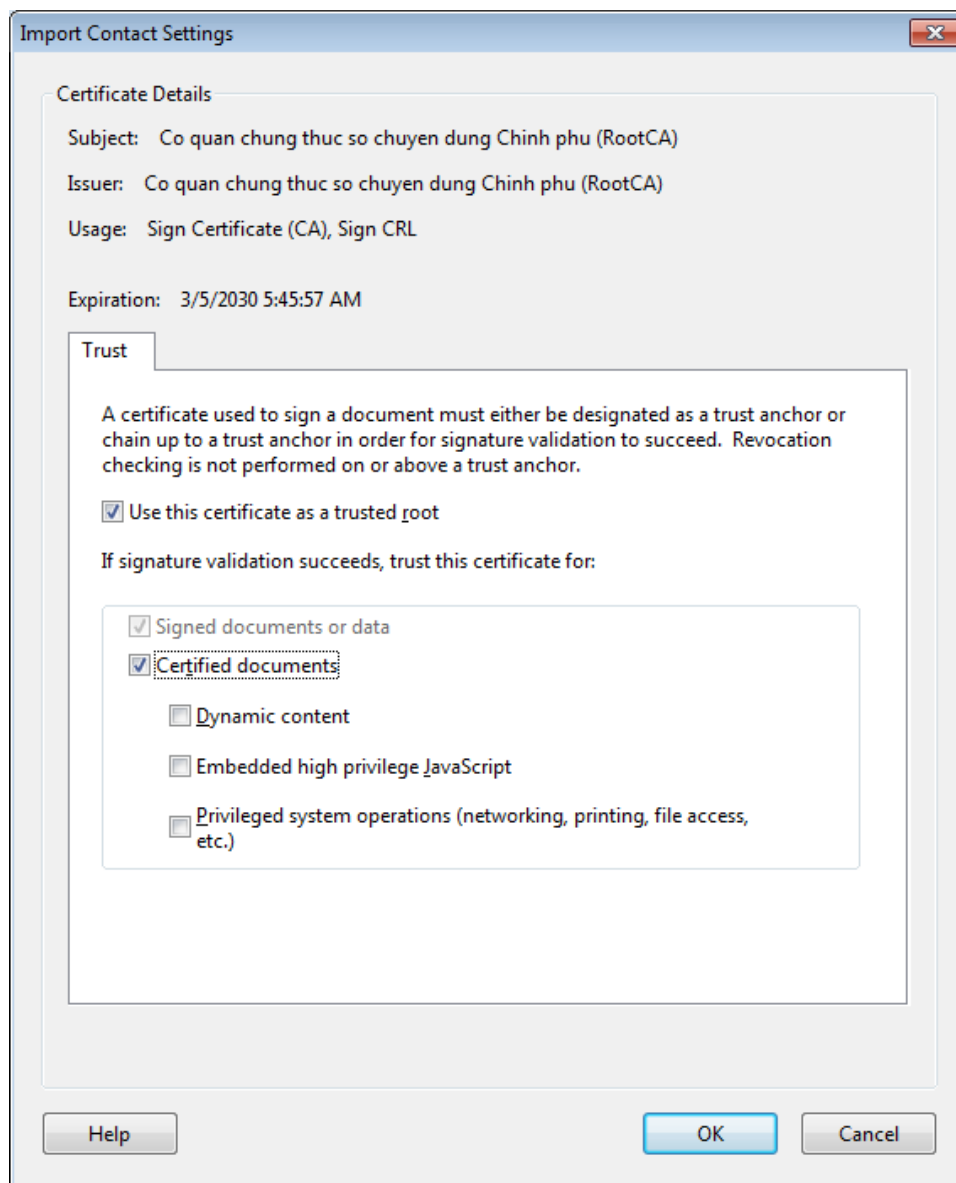 Import Contact Settings
Certificate Details
Subject: Co quan chung thuc so chuyen dung Chinh phu (RootCA)
Issuer: Co quan chung thuc so chuyen dung Chinh phu (RootCA)
Usage: Sign Certificate (CA), Sign CRL
Expiration: 3/5/2030 5:45:57 AM
Trust
A certificate used to sign a document must either be designated as a trust anchor or
chain up to a trust anchor in order for signature validation to succeed. Revocation
checking is not performed on or above a trust anchor.
Use this certificate as a trusted root
If signature validation succeeds, trust this certificate for:
Signed documents or data
Certified documents
Dynamic content
Embedded high privilege JavaScript
Privileged system operations (networking, printing, file access,
etc.)
Help
OK
Cancel